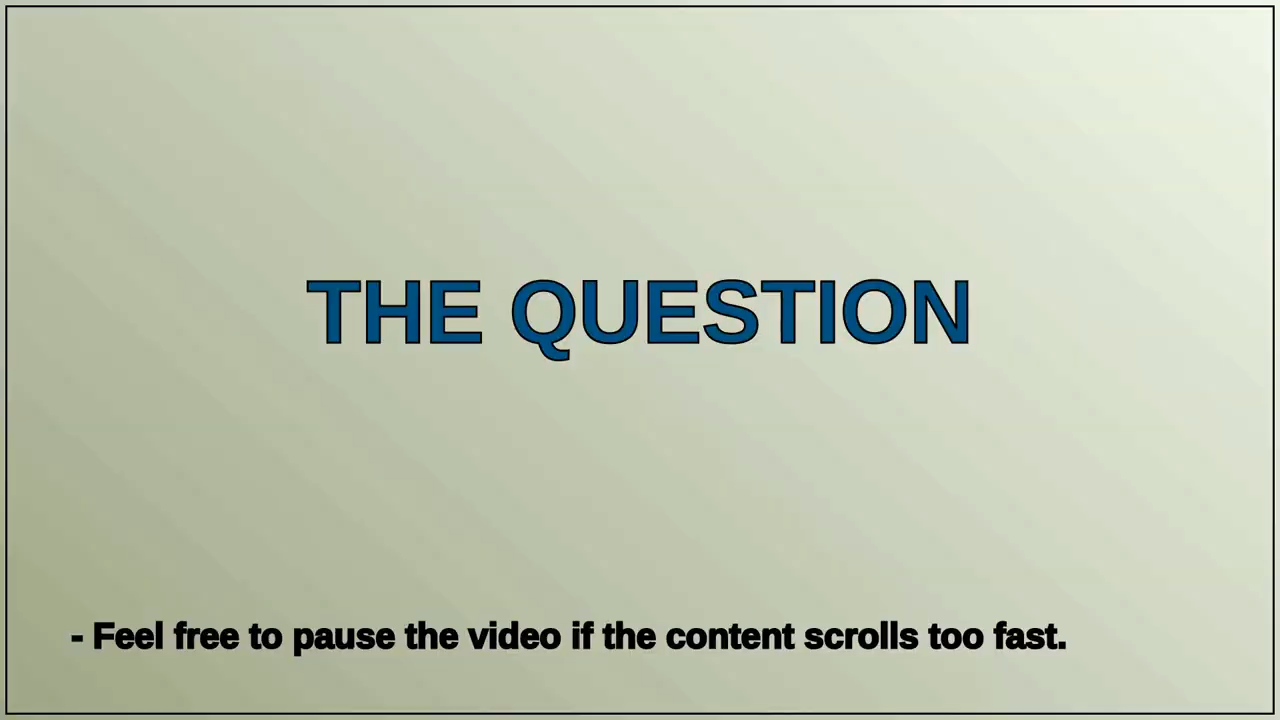 THE QUESTION
- Feel free to pause the video if the content scrolls too fast.